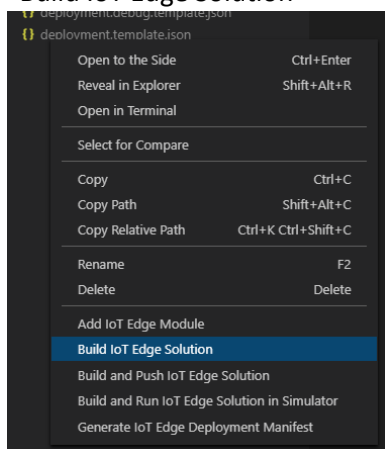 Build IoT Edge Solution
{} deployment.debug.template.json
{} deployment.template.json
Open to the Side Ctrl+Enter
Reveal in Explorer Shift+Alt+R
Open in Terminal
Select for Compare
Copy Ctrl+C
Copy Path Shift+Alt+C
Copy Relative Path Ctrl+K Ctrl+Shift+C
Rename F2
Delete Delete
Add IoT Edge Module
Build IoT Edge Solution
Build and Push IoT Edge Solution
Build and Run IoT Edge Solution in Simulator
Generate IoT Edge Deployment Manifest